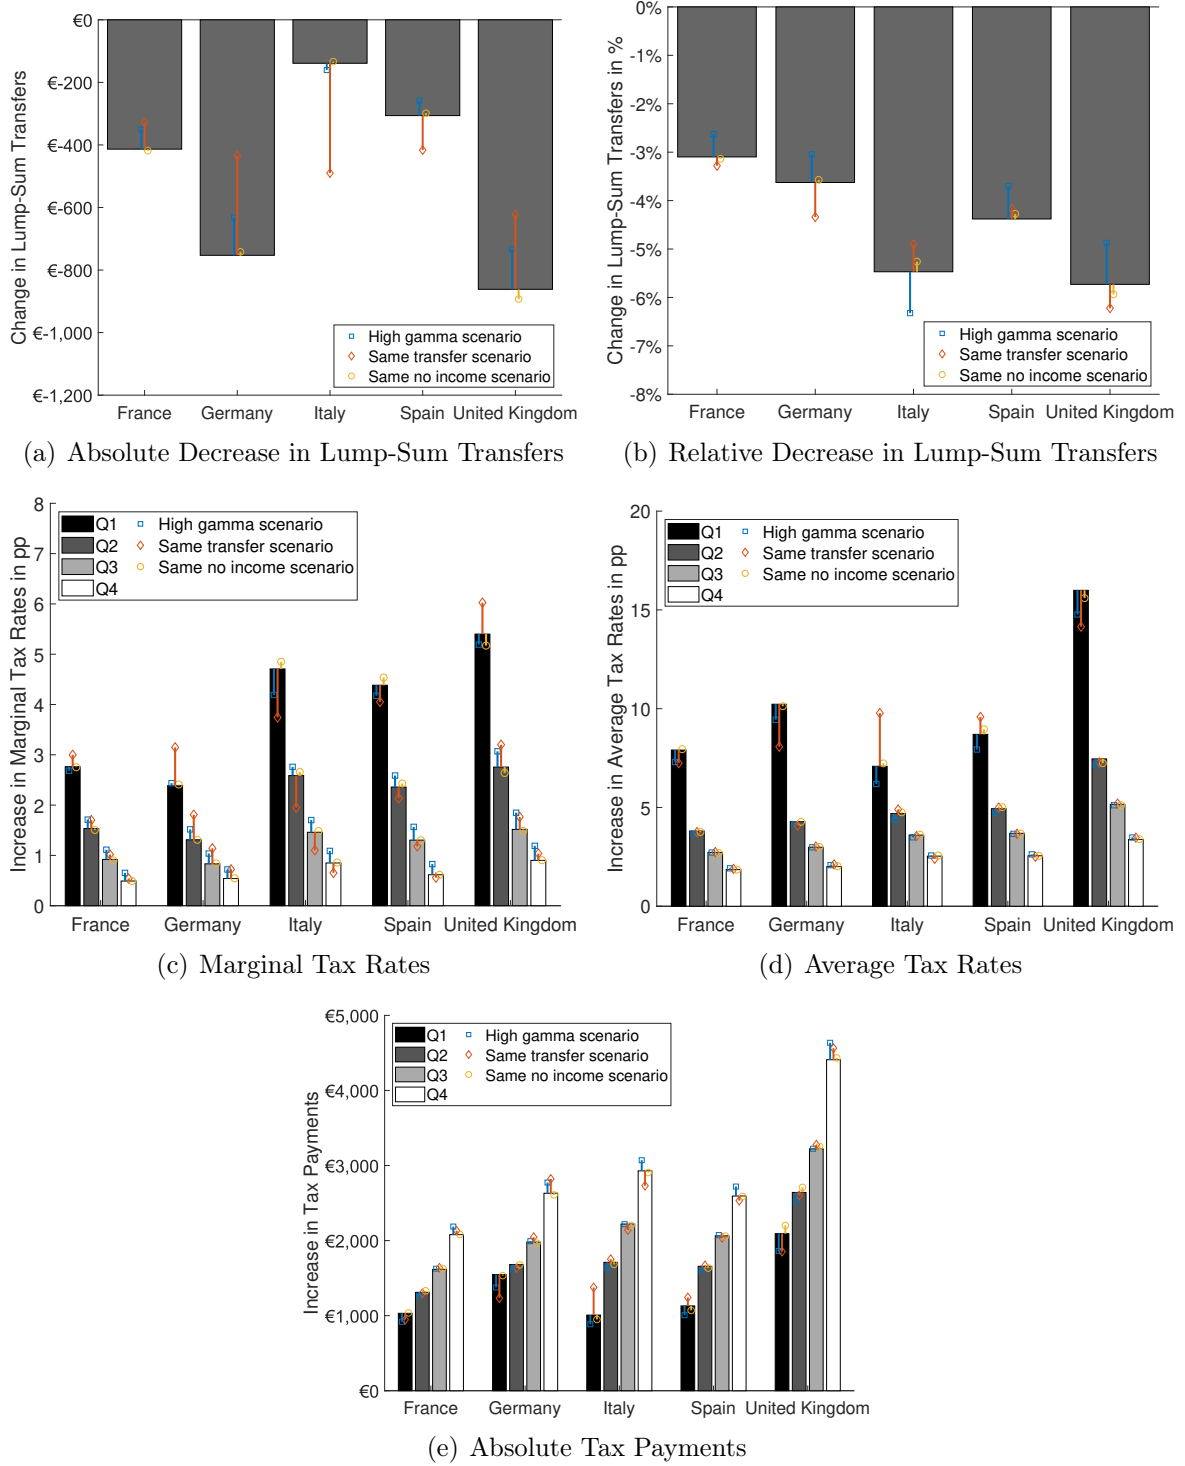 €0
€-200
€-400
€-600
€-800
€-1,000
€-1,200
Change in Lump-Sum Transfers
High gamma scenario
Same transfer scenario
Same no income scenario
France Germany Italy Spain United Kingdom
(a) Absolute Decrease in Lump-Sum Transfers
0%
-1%
-2%
-3%
-4%
-5%
-6%
-7%
-8%
Change in Lump-Sum Transfers in %
High gamma scenario
Same transfer scenario
Same no income scenario
France Germany Italy Spain United Kingdom
(b) Relative Decrease in Lump-Sum Transfers
8
7
6
5
4
3
2
1
0
Increase in Marginal Tax Rates in pp
Q1 High gamma scenario
Q2 Same transfer scenario
Q3 Same no income scenario
Q4
France Germany Italy Spain United Kingdom
(c) Marginal Tax Rates
20
15
10
5
0
Increase in Average Tax Rates in pp
Q1 High gamma scenario
Q2 Same transfer scenario
Q3 Same no income scenario
Q4
France Germany Italy Spain United Kingdom
(d) Average Tax Rates
€5,000
€4,000
€3,000
€2,000
€1,000
€0
Increase in Tax Payments
Q1 High gamma scenario
Q2 Same transfer scenario
Q3 Same no income scenario
Q4
France Germany Italy Spain United Kingdom
(e) Absolute Tax Payments